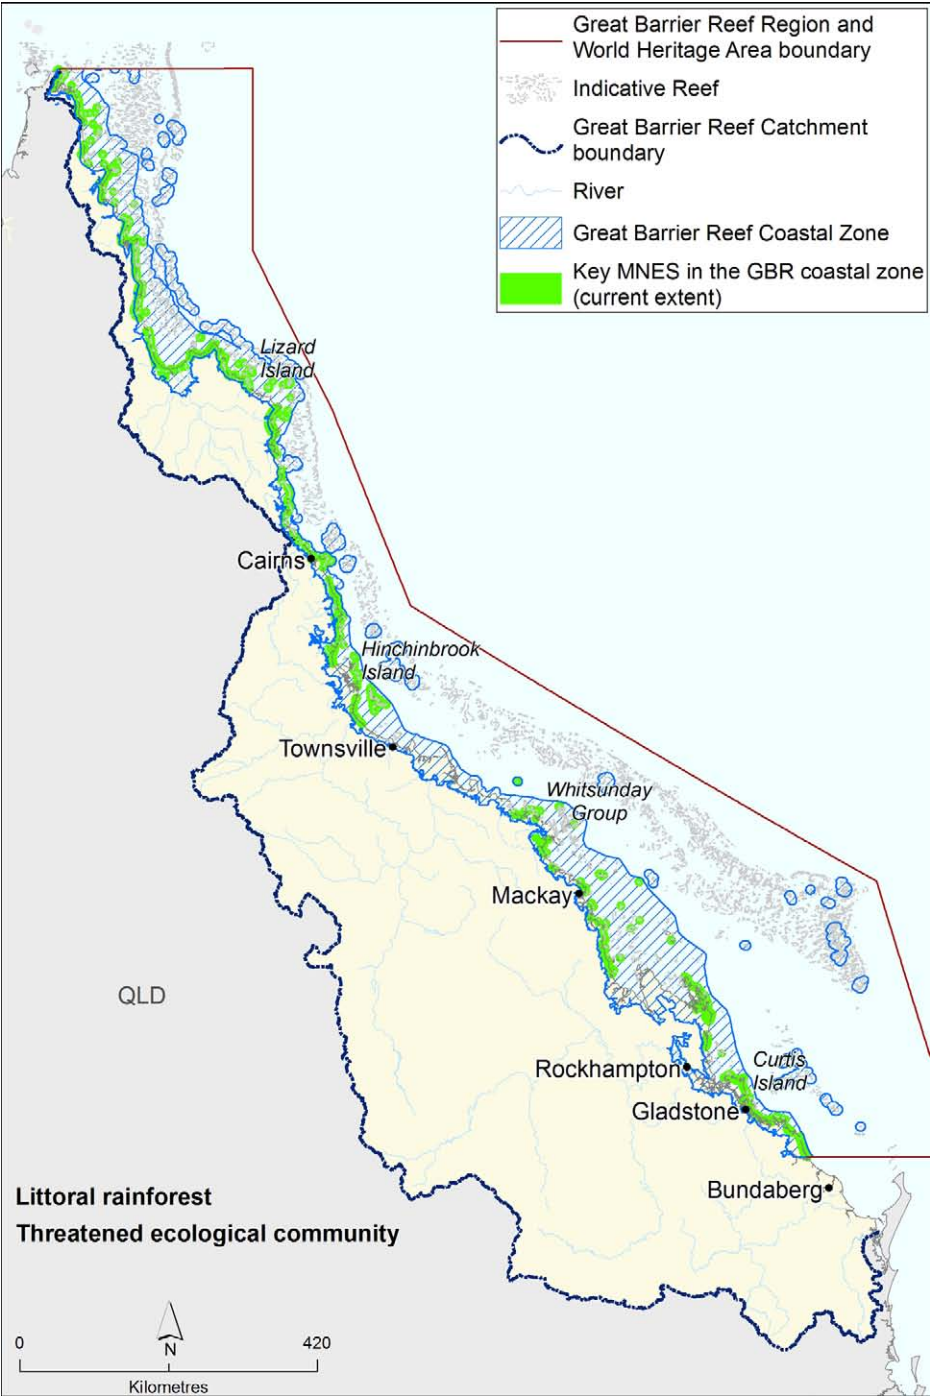 Great Barrier Reef Region and
World Heritage Area boundary
Indicative Reef
Great Barrier Reef Catchment
boundary
River
Great Barrier Reef Coastal Zone
Key MNES in the GBR coastal zone
(current extent)
Lizard
Island
Cairns
Hinchinbrook
Island
Townsville
Whitsunday
Group
Mackay
QLD
Rockhampton
Curtis
Island
Gladstone
Bundaberg
Littoral rainforest
Threatened ecological community
0 420
N
Kilometres